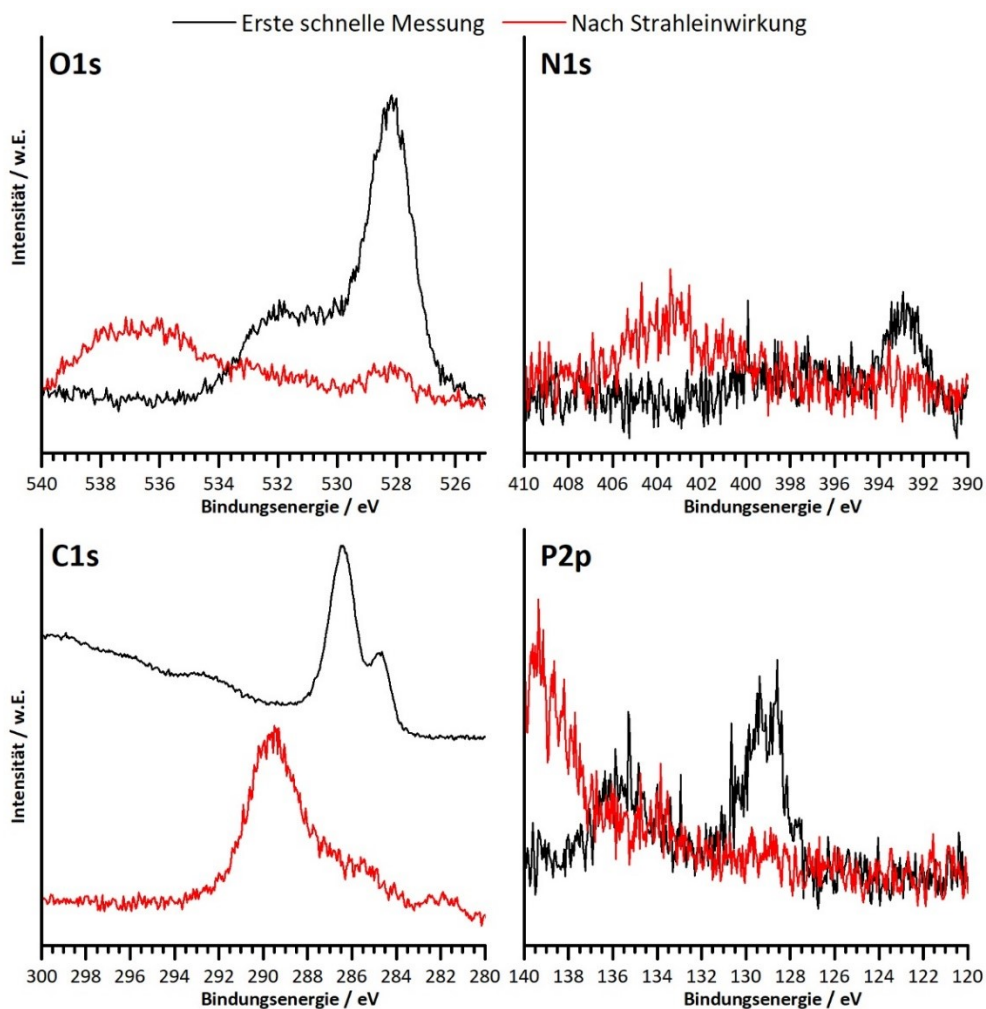 Erste schnelle Messung Nach Strahleinwirkung
O1s
Intensität / w.E.
540 538 536 534 532 530 528 526
Bindungsenergie / eV
N1s
410 408 406 404 402 400 398 396 394 392 390
Bindungsenergie / eV
C1s
Intensität / w.E.
300 298 296 294 292 290 288 286 284 282 280
Bindungsenergie / eV
P2p
140 138 136 134 132 130 128 126 124 122 120
Bindungsenergie / eV